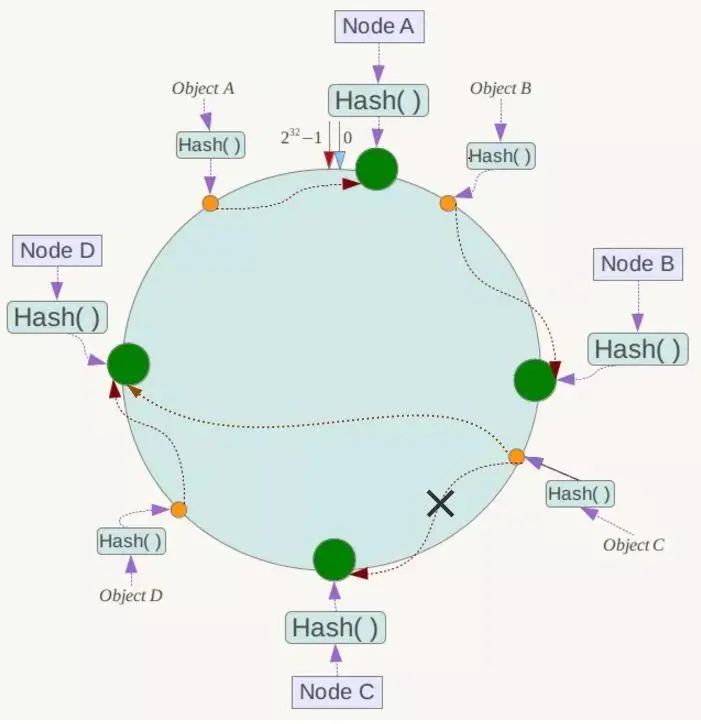 Node A
Object A
Hash( )
Object B
2^32−1
0
Hash( )
Hash( )
Node D
Node B
Hash( )
Hash( )
Hash( )
Hash( )
Object C
Object D
Hash( )
Node C